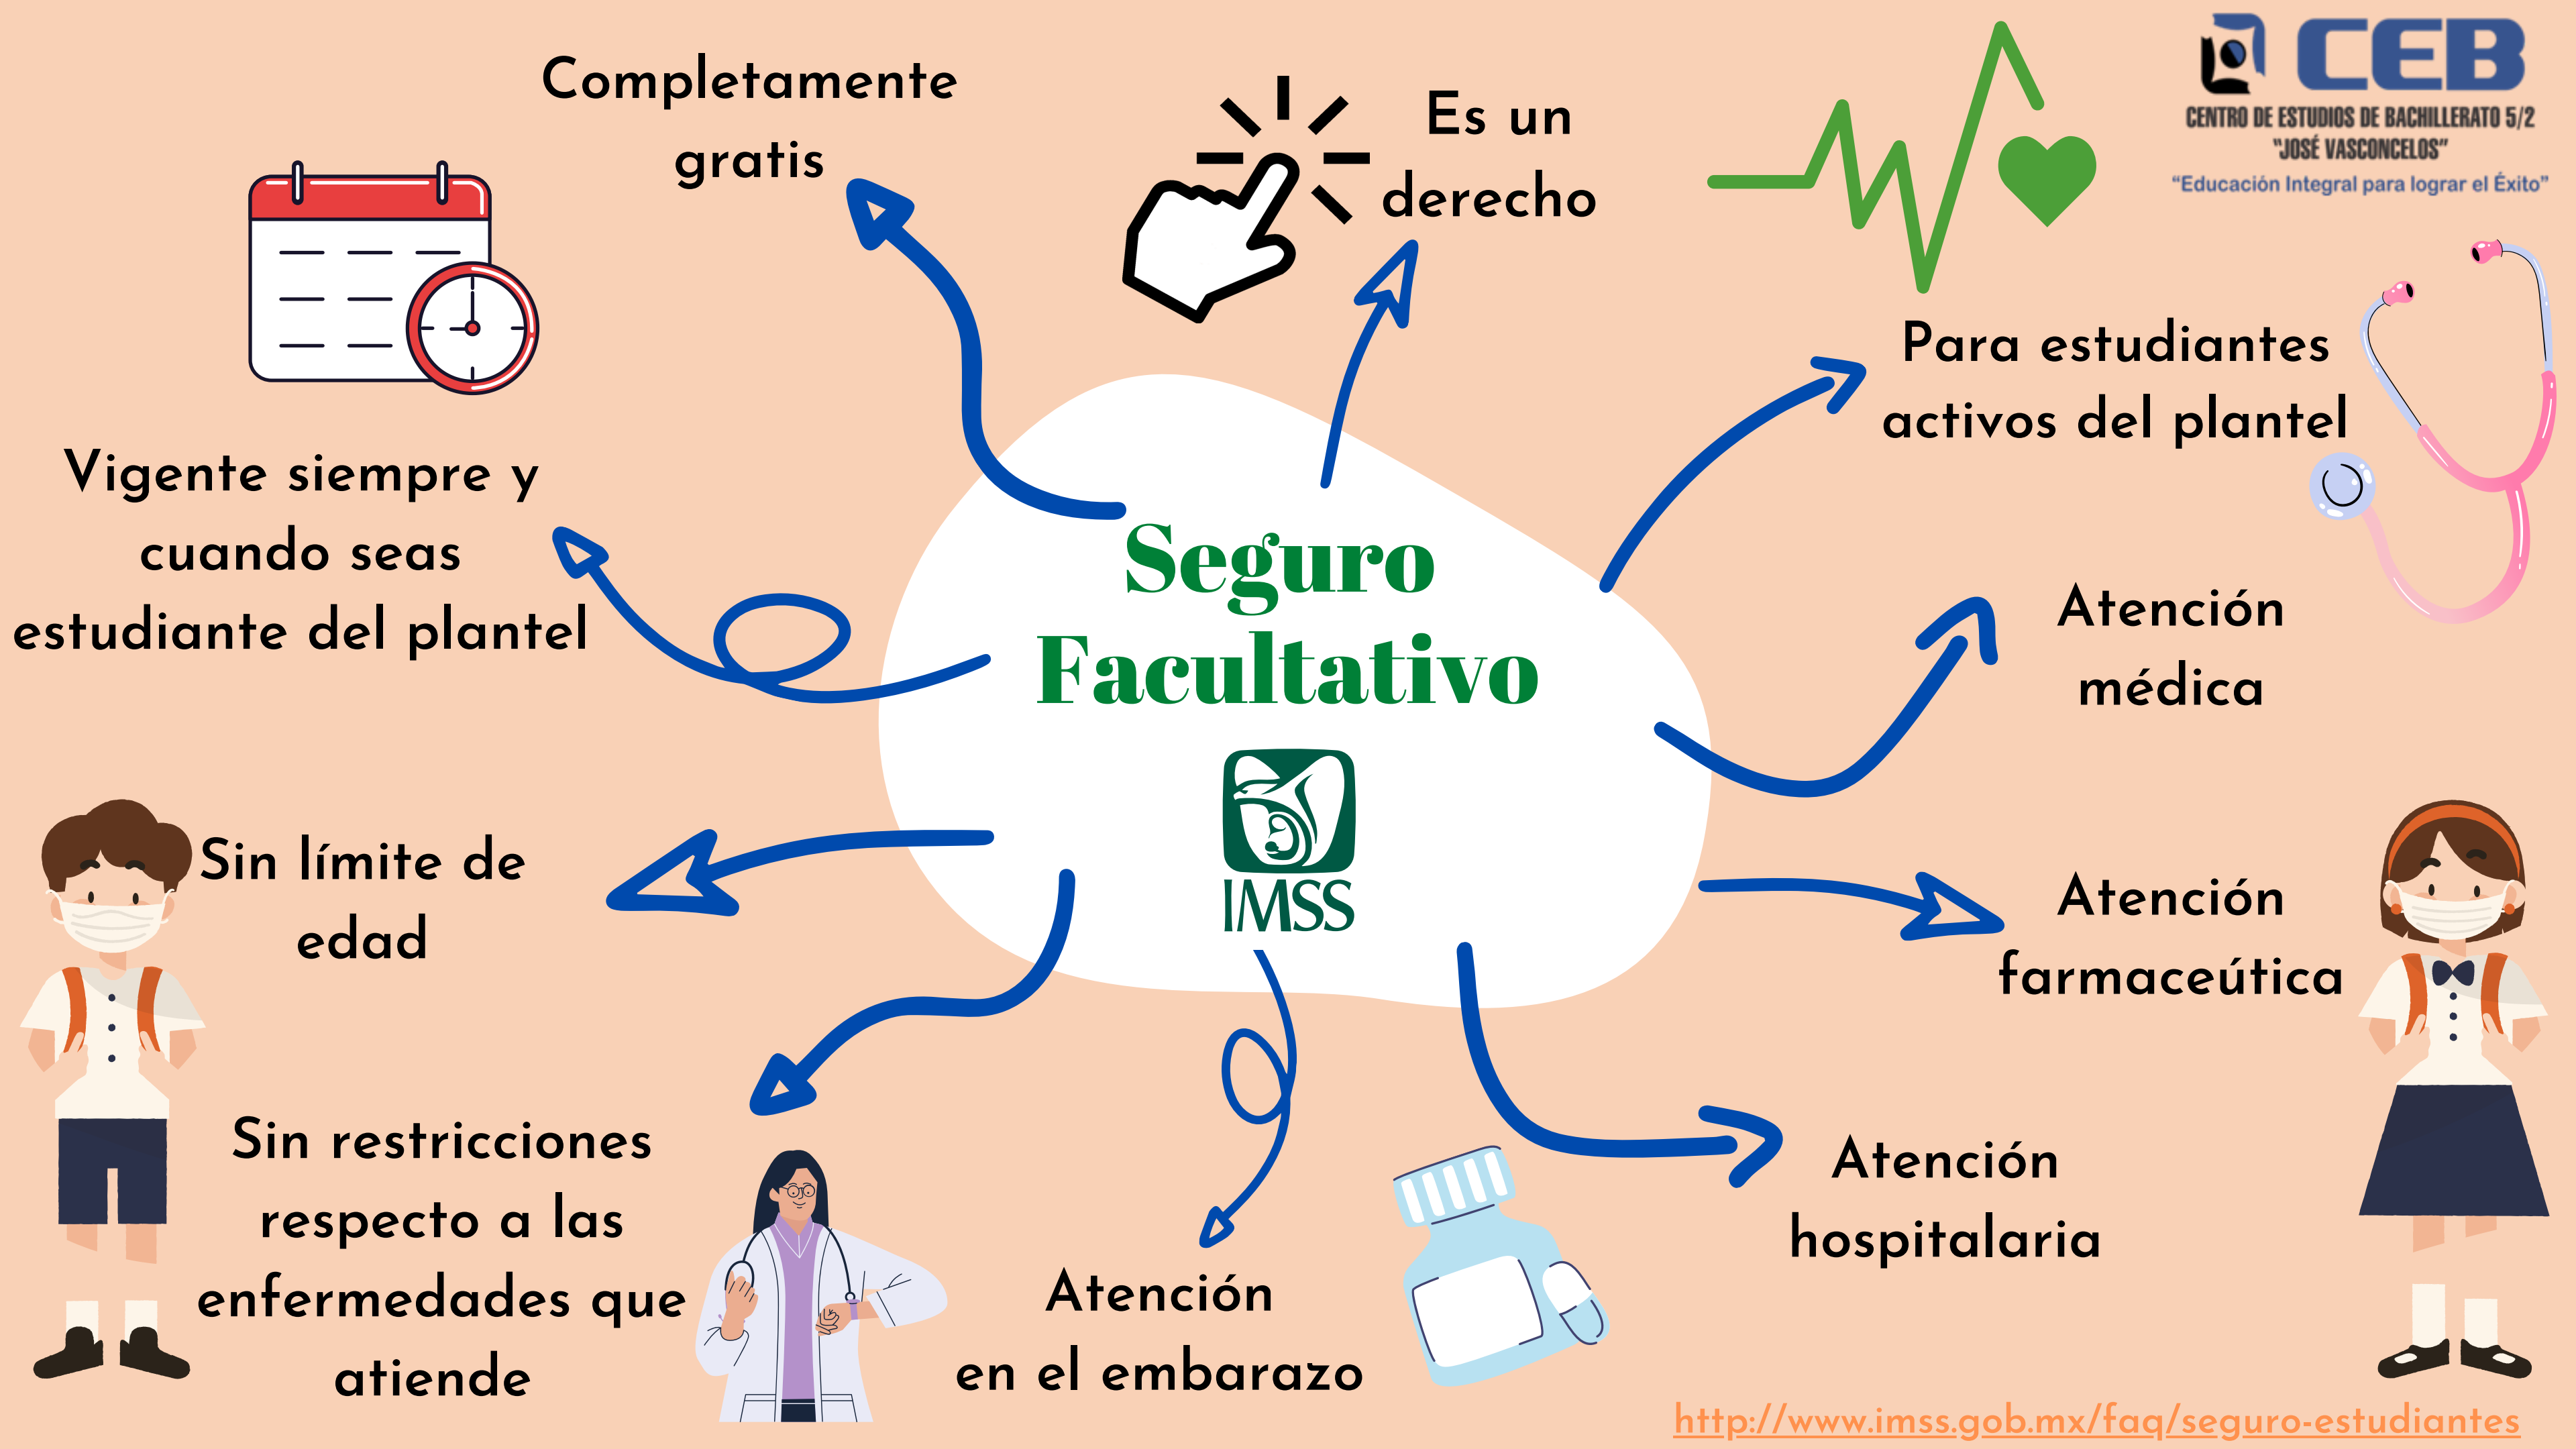 CEB
CENTRO DE ESTUDIOS DE BACHILLERATO 5/2
"JOSÉ VASCONCELOS"
“Educación Integral para lograr el Éxito”
Completamente
gratis
Es un
derecho
Para estudiantes
activos del plantel
Vigente siempre y
cuando seas
estudiante del plantel
Seguro
Facultativo
IMSS
Atención
médica
Sin límite de
edad
Atención
farmaceútica
Sin restricciones
respecto a las
enfermedades que
atiende
Atención
en el embarazo
Atención
hospitalaria
http://www.imss.gob.mx/faq/seguro-estudiantes